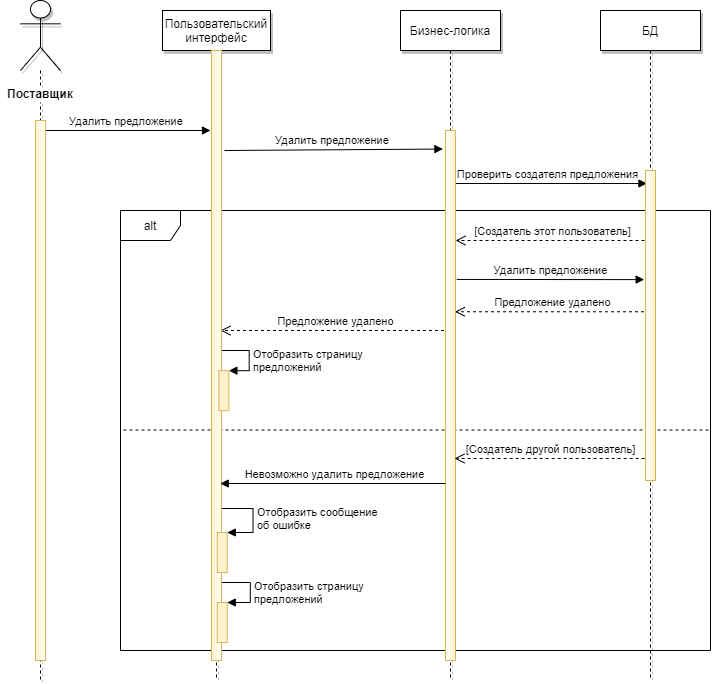 Пользовательский
интерфейс
Бизнес-логика
БД
Поставщик
Удалить предложение
Удалить предложение
Проверить создателя предложения
alt
[Создатель этот пользователь]
Удалить предложение
Предложение удалено
Предложение удалено
Отобразить страницу
предложений
[Создатель другой пользователь]
Невозможно удалить предложение
Отобразить сообщение
об ошибке
Отобразить страницу
предложений